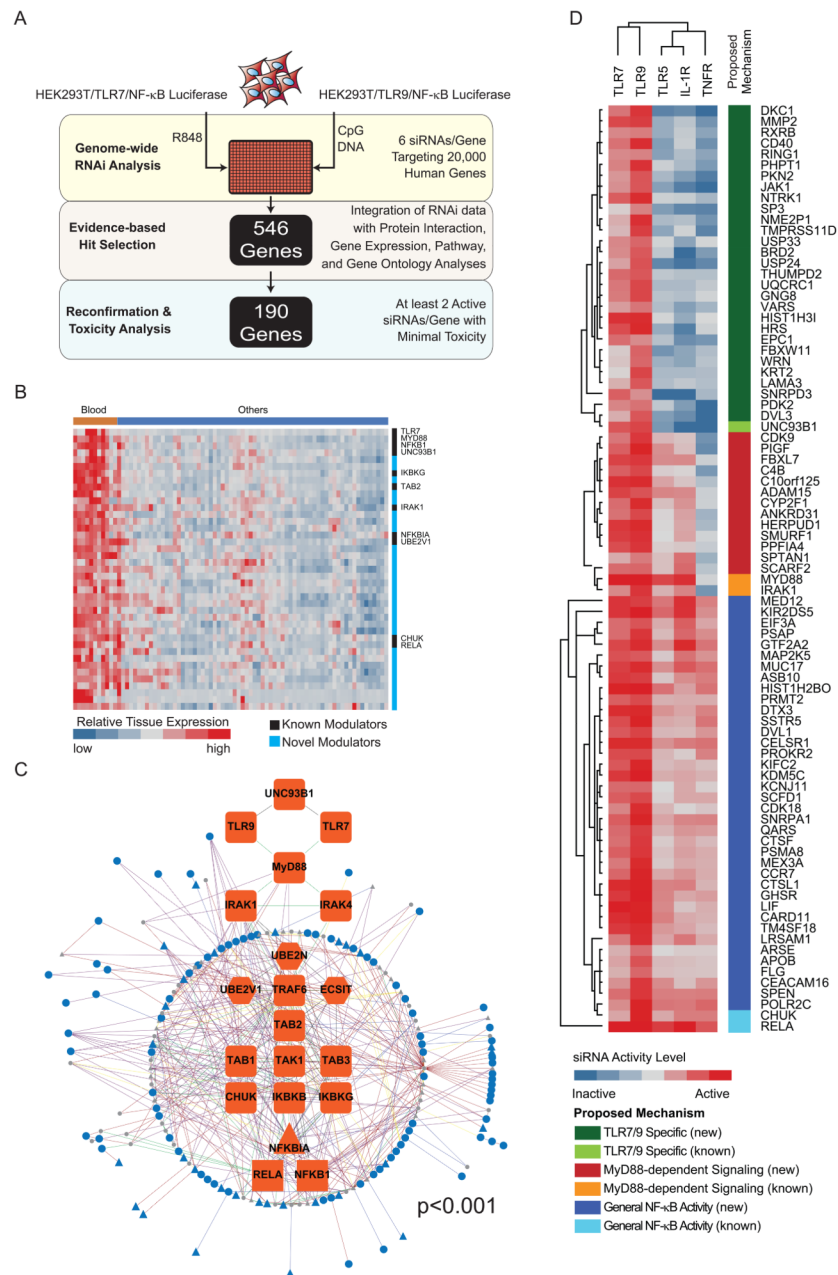 A
HEK293T/TLR7/NF-κB Luciferase
HEK293T/TLR9/NF-κB Luciferase
R848
CpG
DNA
Genome-wide
RNAi Analysis
6 siRNAs/Gene
Targeting 20,000
Human Genes
Evidence-based
Hit Selection
546
Genes
Integration of RNAi data
with Protein Interaction,
Gene Expression, Pathway,
and Gene Ontology Analyses
Reconfirmation &
Toxicity Analysis
190
Genes
At least 2 Active
siRNAs/Gene with
Minimal Toxicity
B
Blood
Others
TLR7
MYD88
NFKB1
UNC93B1
IKBKG
TAB2
IRAK1
NFKBIA
UBE2V1
CHUK
RELA
Relative Tissue Expression
low
high
Known Modulators
Novel Modulators
C
UNC93B1
TLR9
TLR7
MyD88
IRAK1
IRAK4
UBE2N
UBE2V1
TRAF6
ECSIT
TAB2
TAB1
TAK1
TAB3
CHUK
IKBKB
IKBKG
NFKBIA
RELA
NFKB1
p<0.001
D
TLR7
TLR9
TLR5
IL-1R
TNFR
Proposed
Mechanism
DKC1
MMP2
RXRB
CD40
RING1
PHPT1
PKN2
JAK1
NTRK1
SP3
NME2P1
TMPRSS11D
USP33
BRD2
USP24
THUMPD2
UQCRC1
GNG8
VARS
HIST1H3I
HRS
EPC1
FBXW11
WRN
KRT2
LAMA3
SNRPD3
PDK2
DVL3
UNC93B1
CDK9
PIGF
FBXL7
C4B
C10orf125
ADAM15
CYP2F1
ANKRD31
HERPUD1
SMURF1
PPFIA4
SPTAN1
SCARF2
MYD88
IRAK1
MED12
KIR2DS5
EIF3A
PSAP
GTF2A2
MAP2K5
MUC17
ASB10
HIST1H2BO
PRMT2
DTX3
SSTR5
DVL1
CELSR1
PROKR2
KIFC2
KDM5C
KCNJ11
SCFD1
CDK18
SNRPA1
QARS
CTSF
PSMA8
MEX3A
CCR7
CTSL1
GHSR
LIF
CARD11
TM4SF18
LRSAM1
ARSE
APOB
FLG
CEACAM16
SPEN
POLR2C
CHUK
RELA
siRNA Activity Level
Inactive
Active
Proposed Mechanism
TLR7/9 Specific (new)
TLR7/9 Specific (known)
MyD88-dependent Signaling (new)
MyD88-dependent Signaling (known)
General NF-κB Activity (new)
General NF-κB Activity (known)